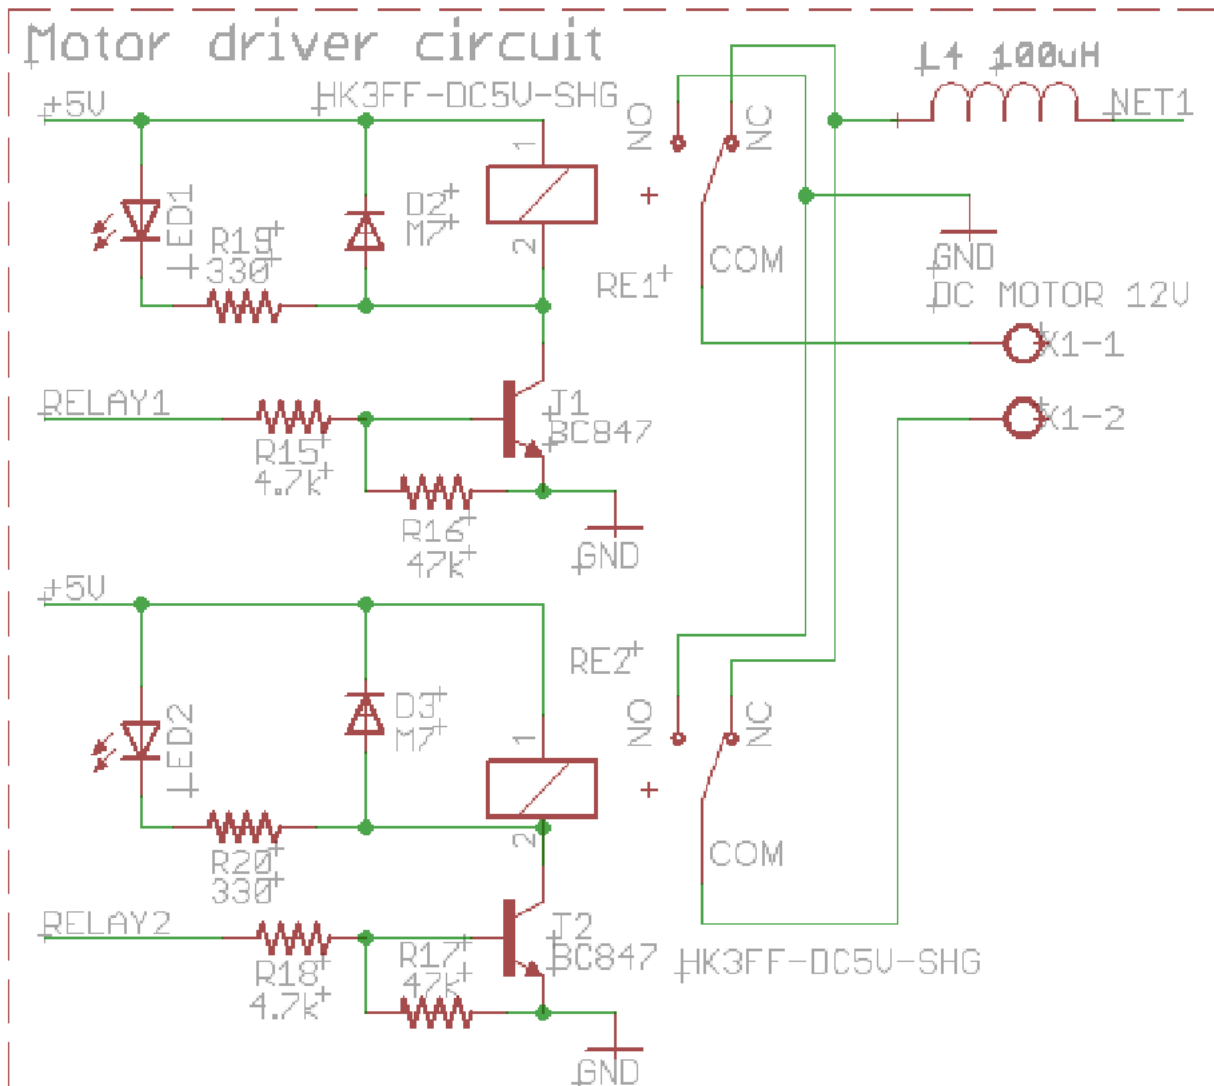 Motor driver circuit
L4 100uH
+5V
HK3FF-DC5V-SHG
NO
NC
NET1
1
LED1
D2
M7
R19
330
2
COM
GND
RE1
DC MOTOR 12V
X1-1
RELAY1
J1
BC847
X1-2
R15
4.7k
R16
47k
GND
+5V
RE2
LED2
D3
M7
1
NO
NC
R20
330
2
COM
RELAY2
J2
BC847
R17
47k
HK3FF-DC5V-SHG
R18
4.7k
GND